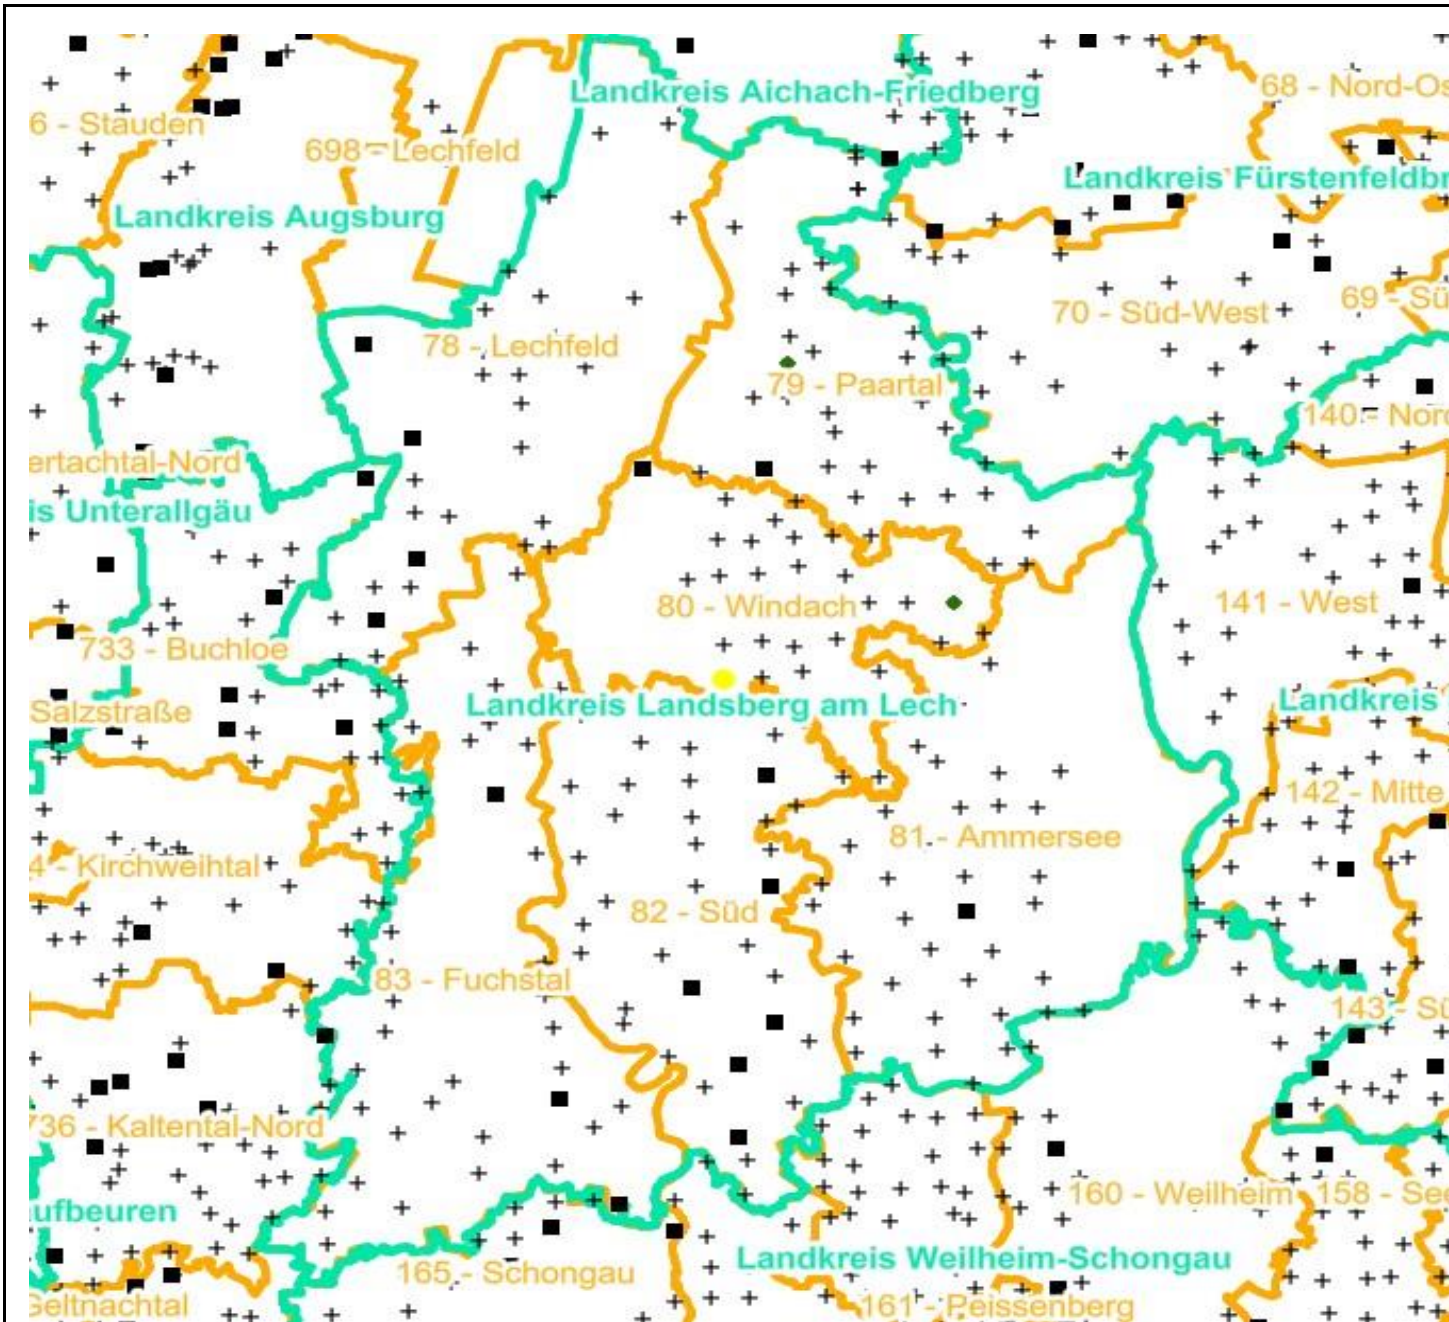 Landkreis Aichach-Friedberg
68 - Nord-Os
6 - Stauden
698 - Lechfeld
Landkreis Fürstenfeldbr
Landkreis Augsburg
69 - Sü
70 - Süd-West
78 - Lechfeld
79 - Paartal
140 - Nord
ertachtal-Nord
is Unterallgäu
80 - Windach
141 - West
733 - Buchloe
Landkreis
Landkreis Landsberg am Lech
Salzstraße
142 - Mitte
81 - Ammersee
4 - Kirchweihtal
82 - Süd
83 - Fuchstal
143 - Sü
736 - Kaltental-Nord
160 - Weilheim
158 - See
ufbeuren
Landkreis Weilheim-Schongau
165 - Schongau
Geltnachtal
161 - Peissenberg